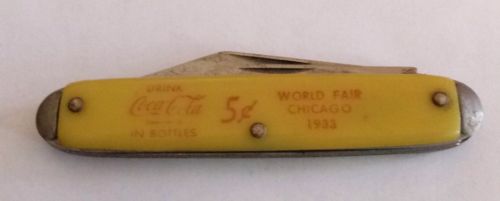 DRINK
Coca-Cola
IN BOTTLES
5¢
WORLD FAIR
CHICAGO
1933